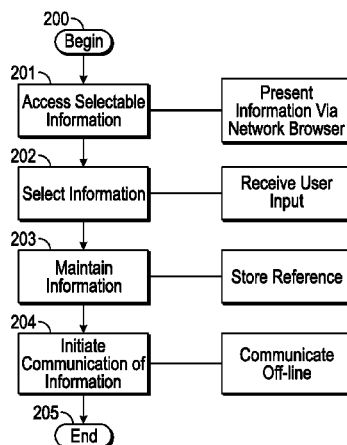 200
Begin
201
Access Selectable
Information
Present
Information Via
Network Browser
202
Select Information
Receive User
Input
203
Maintain
Information
Store Reference
204
Initiate
Communication of
Information
Communicate
Off-line
205
End